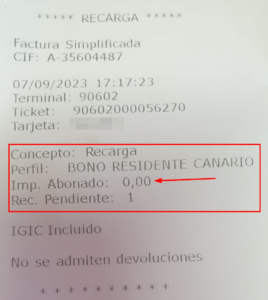 ***** RECARGA *****
Factura Simplificada
CIF: A-35604487
07/09/2023 17:17:23
Terminal: 90602
Ticket: 90602000056270
Tarjeta:
Concepto: Recarga
Perfil: BONO RESIDENTE CANARIO
Imp. Abonado: 0,00
Rec. Pendiente: 1
IGIC Incluido
No se admiten devoluciones
**********